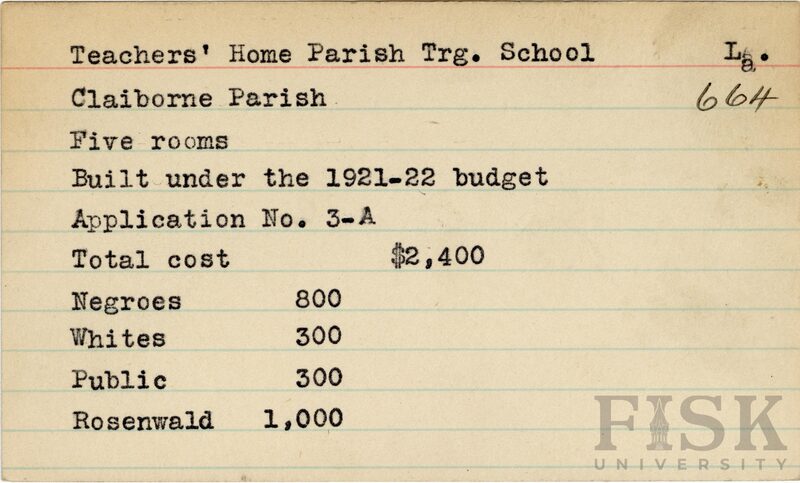 Teachers' Home Parish Trg. School La.
Claiborne Parish 664
Five rooms
Built under the 1921-22 budget
Application No. 3-A
Total cost $2,400
Negroes 800
Whites 300
Public 300
Rosenwald 1,000
FISK
UNIVERSITY